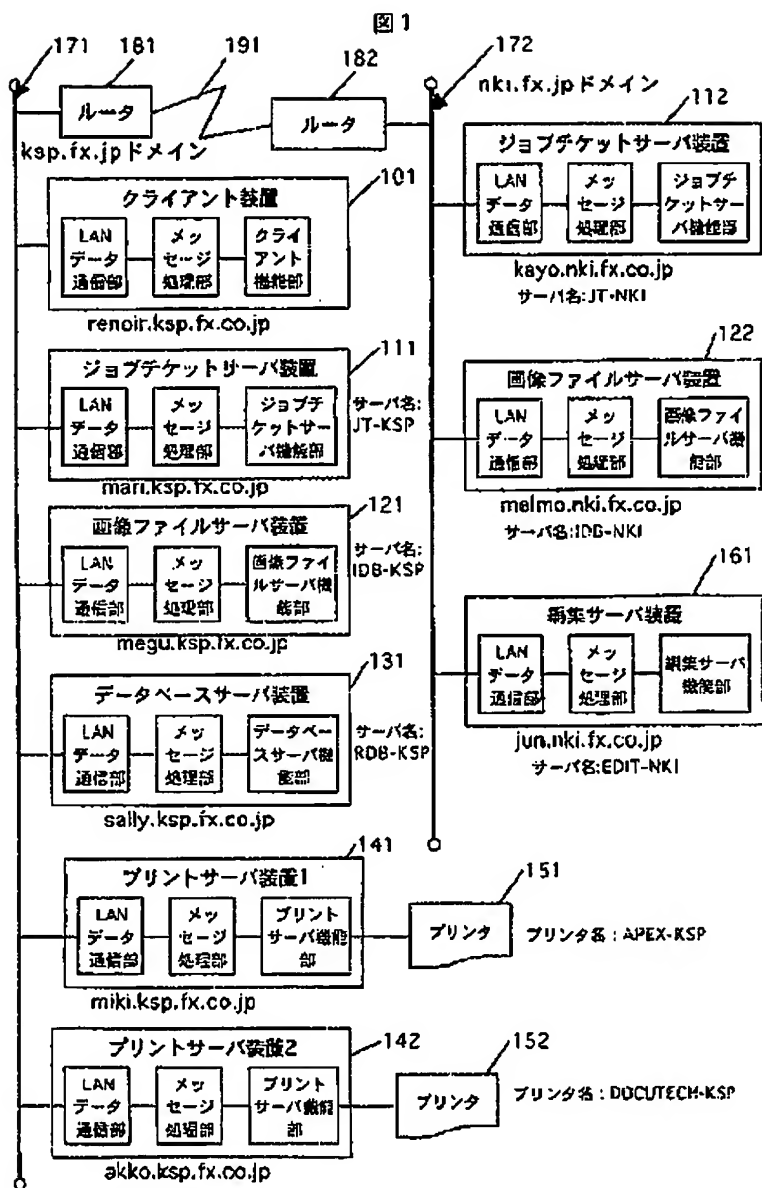 図1
171
181
191
182
172
nki.fx.jpドメイン
ルータ
ルータ
ksp.fx.jpドメイン
101
クライアント装置
LAN
データ
通信部
メッ
セージ
処理部
クライ
アント
機能部
renoir.ksp.fx.co.jp
111
ジョブチケットサーバ装置
LAN
データ
通信部
メッ
セージ
処理部
ジョブチ
ケットサー
バ機能部
サーバ名:
JT-KSP
mari.ksp.fx.co.jp
121
画像ファイルサーバ装置
LAN
データ
通信部
メッ
セージ
処理部
画像ファイ
ルサーバ機
能部
サーバ名:
IDB-KSP
megu.ksp.fx.co.jp
131
データベースサーバ装置
LAN
データ
通信部
メッ
セージ
処理部
データベー
スサーバ機
能部
サーバ名:
RDB-KSP
sally.ksp.fx.co.jp
141
プリントサーバ装置1
LAN
データ
通信部
メッ
セージ
処理部
プリント
サーバ機能
部
miki.ksp.fx.co.jp
151
プリンタ
プリンタ名:APEX-KSP
142
プリントサーバ装置2
LAN
データ
通信部
メッ
セージ
処理部
プリント
サーバ機能
部
akko.ksp.fx.co.jp
152
プリンタ
プリンタ名:DOCUTECH-KSP
112
ジョブチケットサーバ装置
LAN
データ
通信部
メッ
セージ
処理部
ジョブチ
ケットサー
バ機能部
kayo.nki.fx.co.jp
サーバ名:JT-NKI
122
画像ファイルサーバ装置
LAN
データ
通信部
メッ
セージ
処理部
画像ファイ
ルサーバ機
能部
melmo.nki.fx.co.jp
サーバ名:IDB-NKI
161
編集サーバ装置
LAN
データ
通信部
メッ
セージ
処理部
編集サーバ
機能部
jun.nki.fx.co.jp
サーバ名:EDIT-NKI